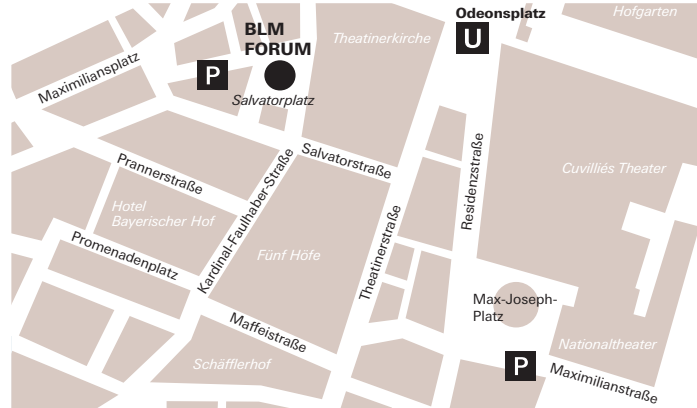 Odeonsplatz
Hofgarten
BLM
FORUM
Theatinerkirche
U
Maximiliansplatz
P
Salvatorplatz
Salvatorstraße
Prannerstraße
Cuvilliés Theater
Residenzstraße
Kardinal-Faulhaber-Straße
Hotel
Bayerischer Hof
Theatinerstraße
Promenadenplatz
Fünf Höfe
Max-Joseph-
Platz
Maffeistraße
Nationaltheater
Schäfflerhof
P
Maximilianstraße